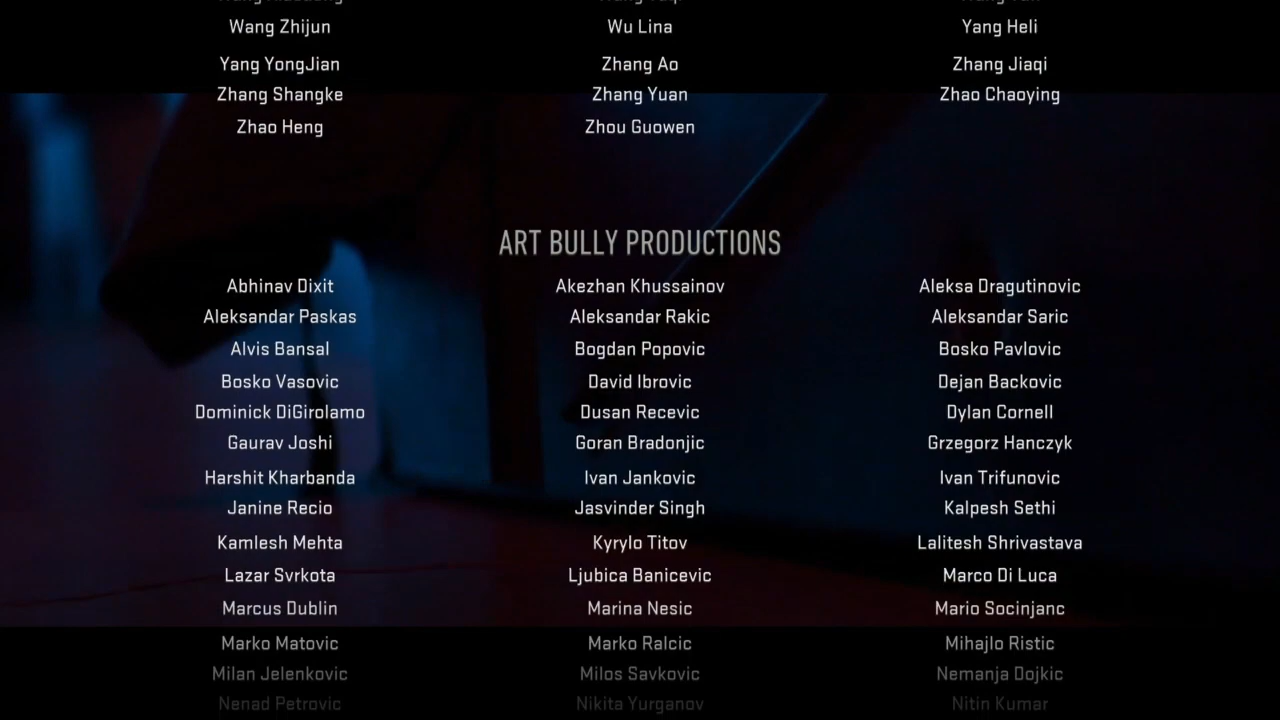 Wang Zhijun Wu Lina Yang Heli
Yang YongJian Zhang Ao Zhang Jiaqi
Zhang Shangke Zhang Yuan Zhao Chaoying
Zhao Heng Zhou Guowen
ART BULLY PRODUCTIONS
Abhinav Dixit Akezhan Khussainov Aleksa Dragutinovic
Aleksandar Paskas Aleksandar Rakic Aleksandar Saric
Alvis Bansal Bogdan Popovic Bosko Pavlovic
Bosko Vasovic David Ibrovic Dejan Backovic
Dominick DiGirolamo Dusan Recevic Dylan Cornell
Gaurav Joshi Goran Bradonjic Grzegorz Hanczyk
Harshit Kharbanda Ivan Jankovic Ivan Trifunovic
Janine Recio Jasvinder Singh Kalpesh Sethi
Kamlesh Mehta Kyrylo Titov Lalitesh Shrivastava
Lazar Svrkota Ljubica Banicevic Marco Di Luca
Marcus Dublin Marina Nesic Mario Socinjanc
Marko Matovic Marko Ralcic Mihajlo Ristic
Milan Jelenkovic Milos Savkovic Nemanja Dojkic
Nenad Petrovic Nikita Yurganov Nitin Kumar